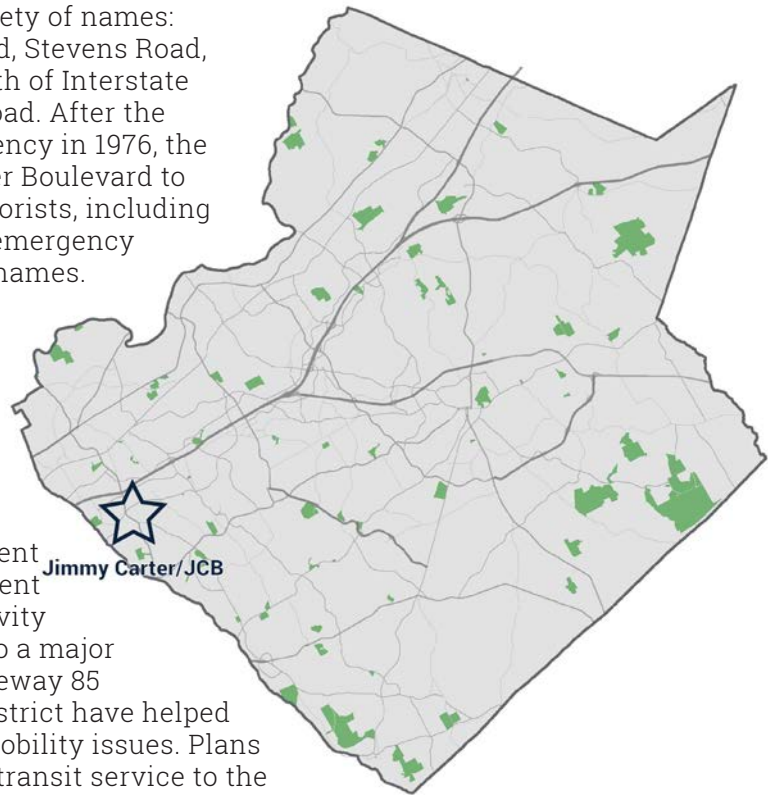 ety of names:
d, Stevens Road,
th of Interstate
oad. After the
ency in 1976, the
er Boulevard to
orists, including
emergency
names.
ent
Jimmy Carter/JCB
ent
vity
o a major
eway 85
strict have helped
obility issues. Plans
transit service to the